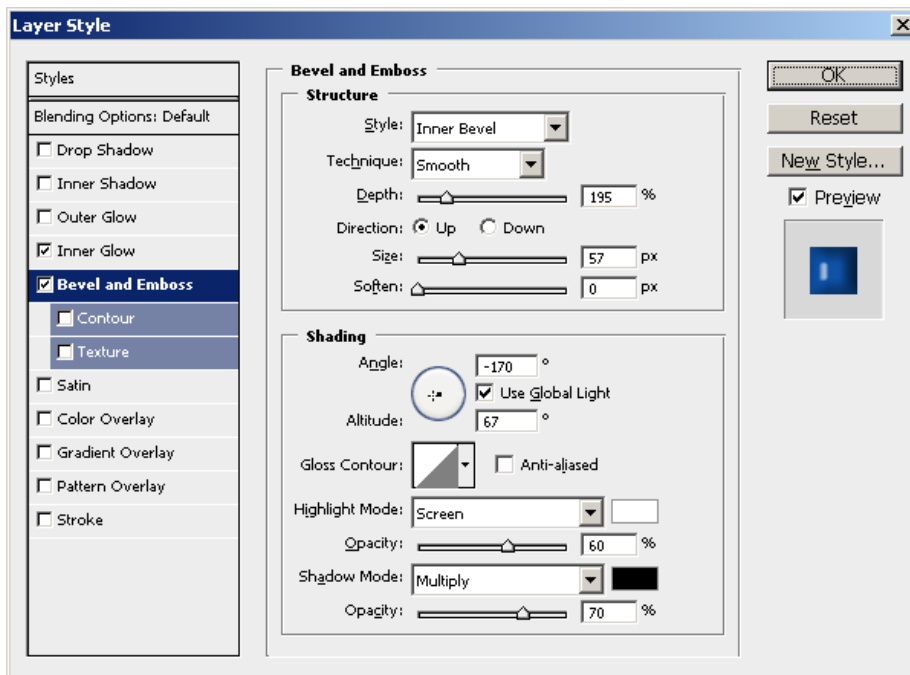 Layer Style
Styles
Blending Options: Default
Drop Shadow
Inner Shadow
Outer Glow
Inner Glow
Bevel and Emboss
Contour
Texture
Satin
Color Overlay
Gradient Overlay
Pattern Overlay
Stroke
Bevel and Emboss
Structure
Style: Inner Bevel
Technique: Smooth
Depth: 195 %
Direction: Up Down
Size: 57 px
Soften: 0 px
Shading
Angle: -170 °
Use Global Light
Altitude: 67 °
Gloss Contour: Anti-aliased
Highlight Mode: Screen
Opacity: 60 %
Shadow Mode: Multiply
Opacity: 70 %
OK
Reset
New Style...
Preview